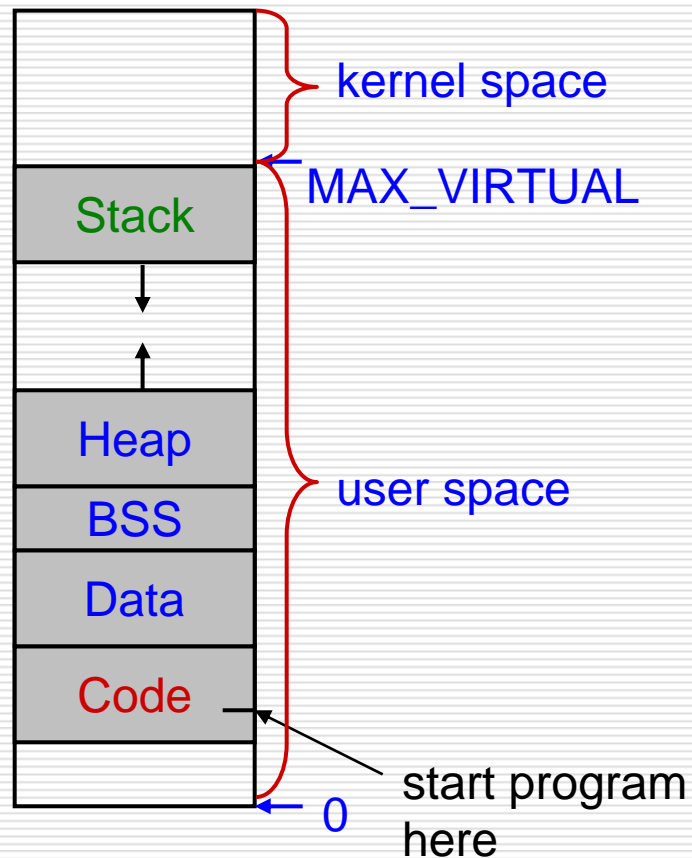 kernel space
MAX_VIRTUAL
Stack
Heap
user space
BSS
Data
Code
start program
here
0